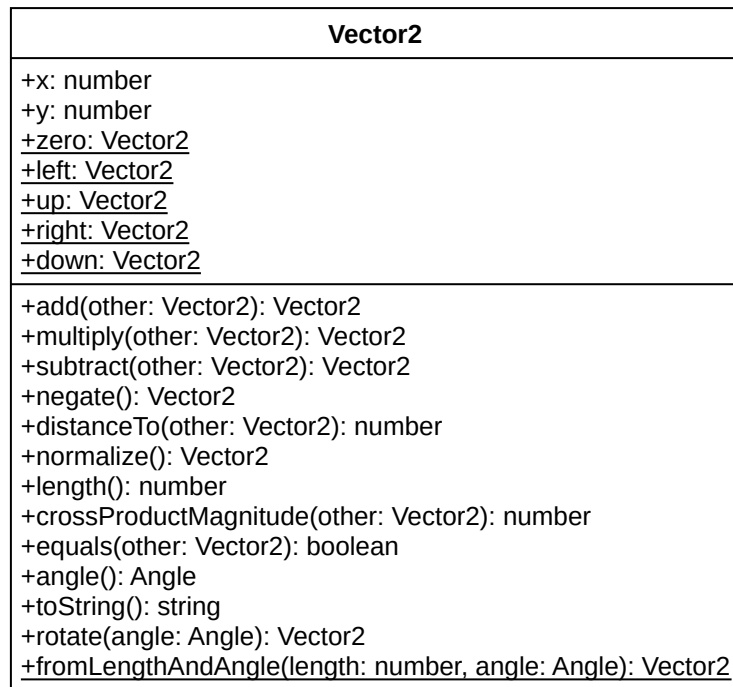 Vector2
+x: number
+y: number
+zero: Vector2
+left: Vector2
+up: Vector2
+right: Vector2
+down: Vector2
+add(other: Vector2): Vector2
+multiply(other: Vector2): Vector2
+subtract(other: Vector2): Vector2
+negate(): Vector2
+distanceTo(other: Vector2): number
+normalize(): Vector2
+length(): number
+crossProductMagnitude(other: Vector2): number
+equals(other: Vector2): boolean
+angle(): Angle
+toString(): string
+rotate(angle: Angle): Vector2
+fromLengthAndAngle(length: number, angle: Angle): Vector2